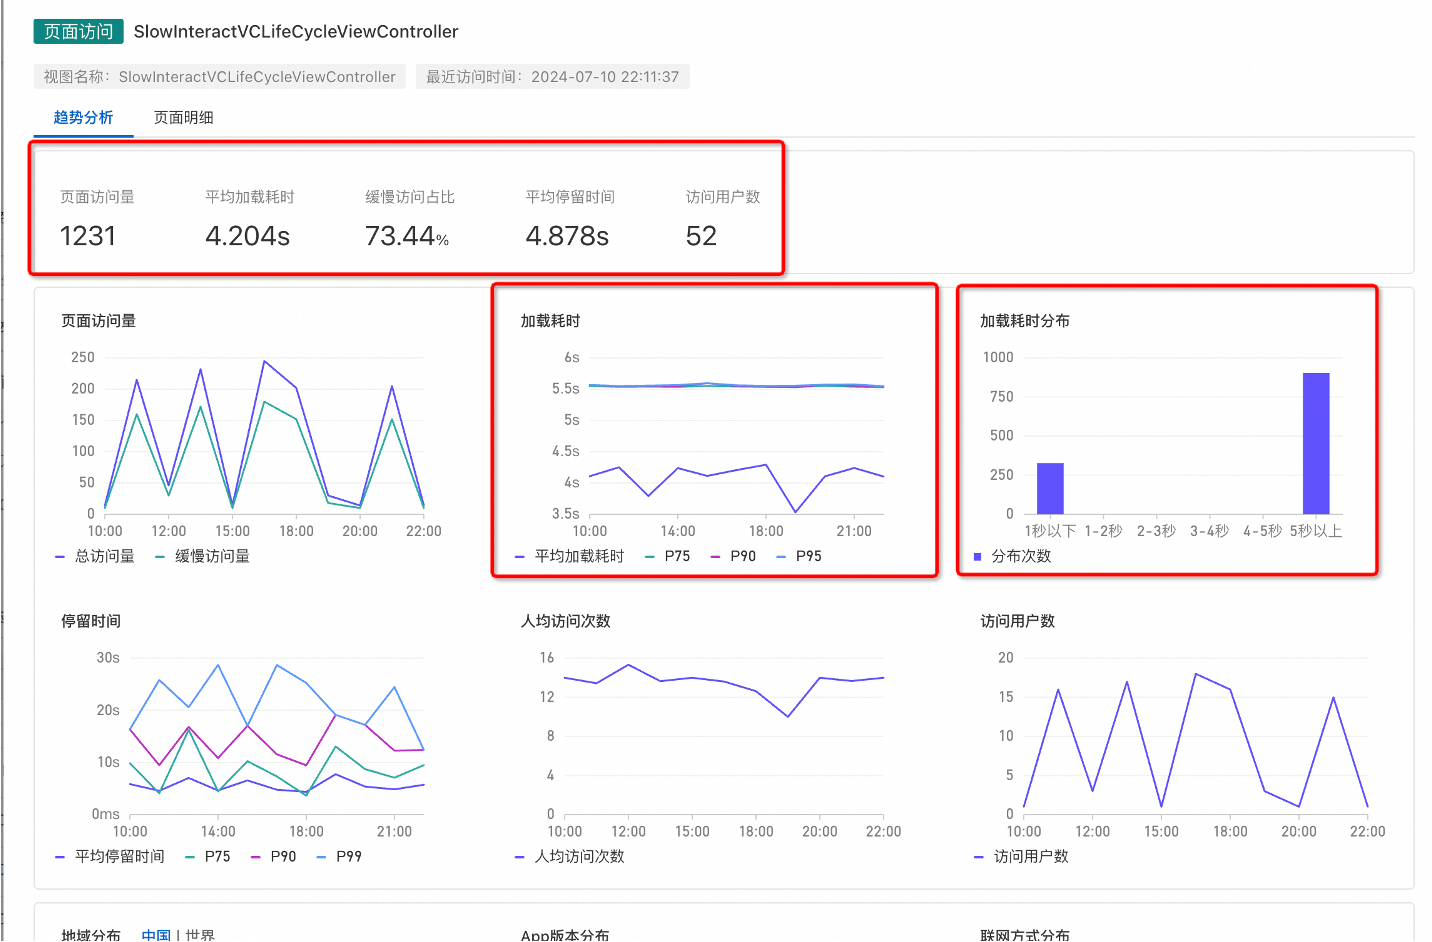 页面访问 SlowInteractVCLifeCycleViewController
视图名称: SlowInteractVCLifeCycleViewController 最近访问时间: 2024-07-10 22:11:37
趋势分析 页面明细
页面访问量 平均加载耗时 缓慢访问占比 平均停留时间 访问用户数
1231 4.204s 73.44% 4.878s 52
页面访问量
250
200
150
100
50
0
10:00 12:00 15:00 18:00 20:00 22:00
总访问量 缓慢访问量
加载耗时
6s
5.5s
5s
4.5s
4s
3.5s
10:00 14:00 18:00 21:00
平均加载耗时 P75 P90 P95
加载耗时分布
1000
750
500
250
0
1秒以下 1-2秒 2-3秒 3-4秒 4-5秒 5秒以上
分布次数
停留时间
30s
20s
10s
0ms
10:00 14:00 18:00 21:00
平均停留时间 P75 P90 P99
人均访问次数
16
12
8
4
0
10:00 12:00 15:00 18:00 20:00 22:00
人均访问次数
访问用户数
20
15
10
5
0
10:00 12:00 15:00 18:00 20:00 22:00
访问用户数
地域分布 中国 | 世界
App版本分布
联网方式分布